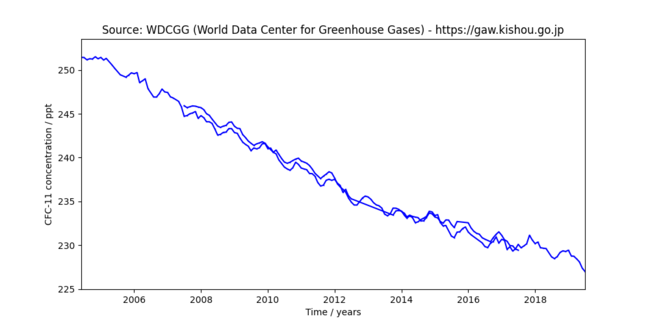 Source: WDCGG (World Data Center for Greenhouse Gases) - https://gaw.kishou.go.jp
250
245
240
235
230
225
CFC-11 concentration / ppt
2006 2008 2010 2012 2014 2016 2018
Time / years